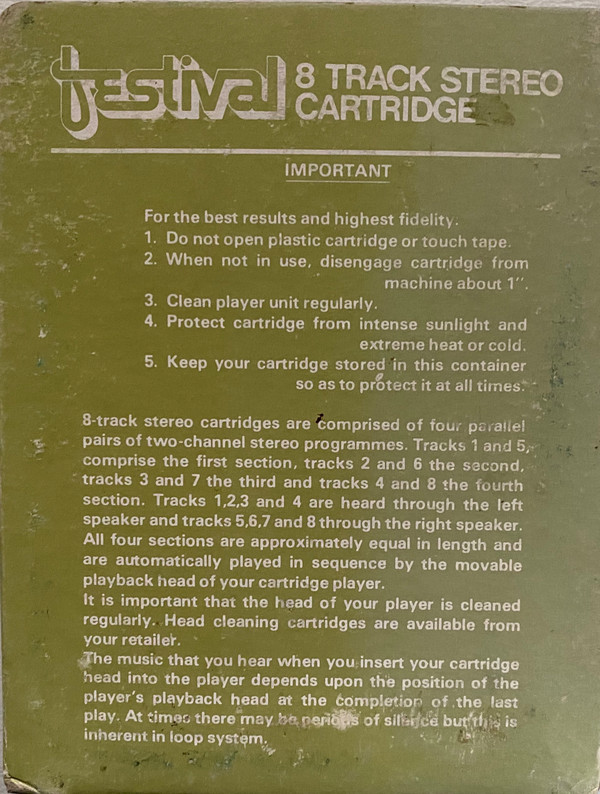 festival 8 TRACK STEREO
CARTRIDGE
IMPORTANT
For the best results and highest fidelity.
1. Do not open plastic cartridge or touch tape.
2. When not in use, disengage cartridge from
machine about 1".
3. Clean player unit regularly.
4. Protect cartridge from intense sunlight and
extreme heat or cold.
5. Keep your cartridge stored in this container
so as to protect it at all times.
8-track stereo cartridges are comprised of four parallel
pairs of two-channel stereo programmes. Tracks 1 and 5,
comprise the first section, tracks 2 and 6 the second,
tracks 3 and 7 the third and tracks 4 and 8 the fourth
section. Tracks 1,2,3 and 4 are heard through the left
speaker and tracks 5,6,7 and 8 through the right speaker.
All four sections are approximately equal in length and
are automatically played in sequence by the movable
playback head of your cartridge player.
It is important that the head of your player is cleaned
regularly. Head cleaning cartridges are available from
your retailer.
The music that you hear when you insert your cartridge
head into the player depends upon the position of the
player's playback head at the completion of the last
play. At times there may be periods of silence but this is
inherent in loop system.